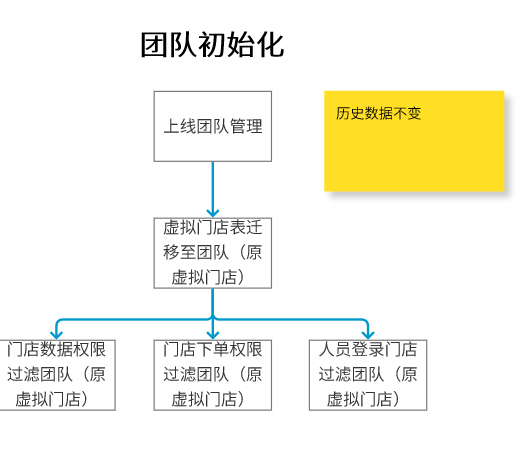 团队初始化
上线团队管理
历史数据不变
虚拟门店表迁
移至团队（原
虚拟门店）
门店数据权限
过滤团队（原
虚拟门店）
门店下单权限
过滤团队（原
虚拟门店）
人员登录门店
过滤团队（原
虚拟门店）